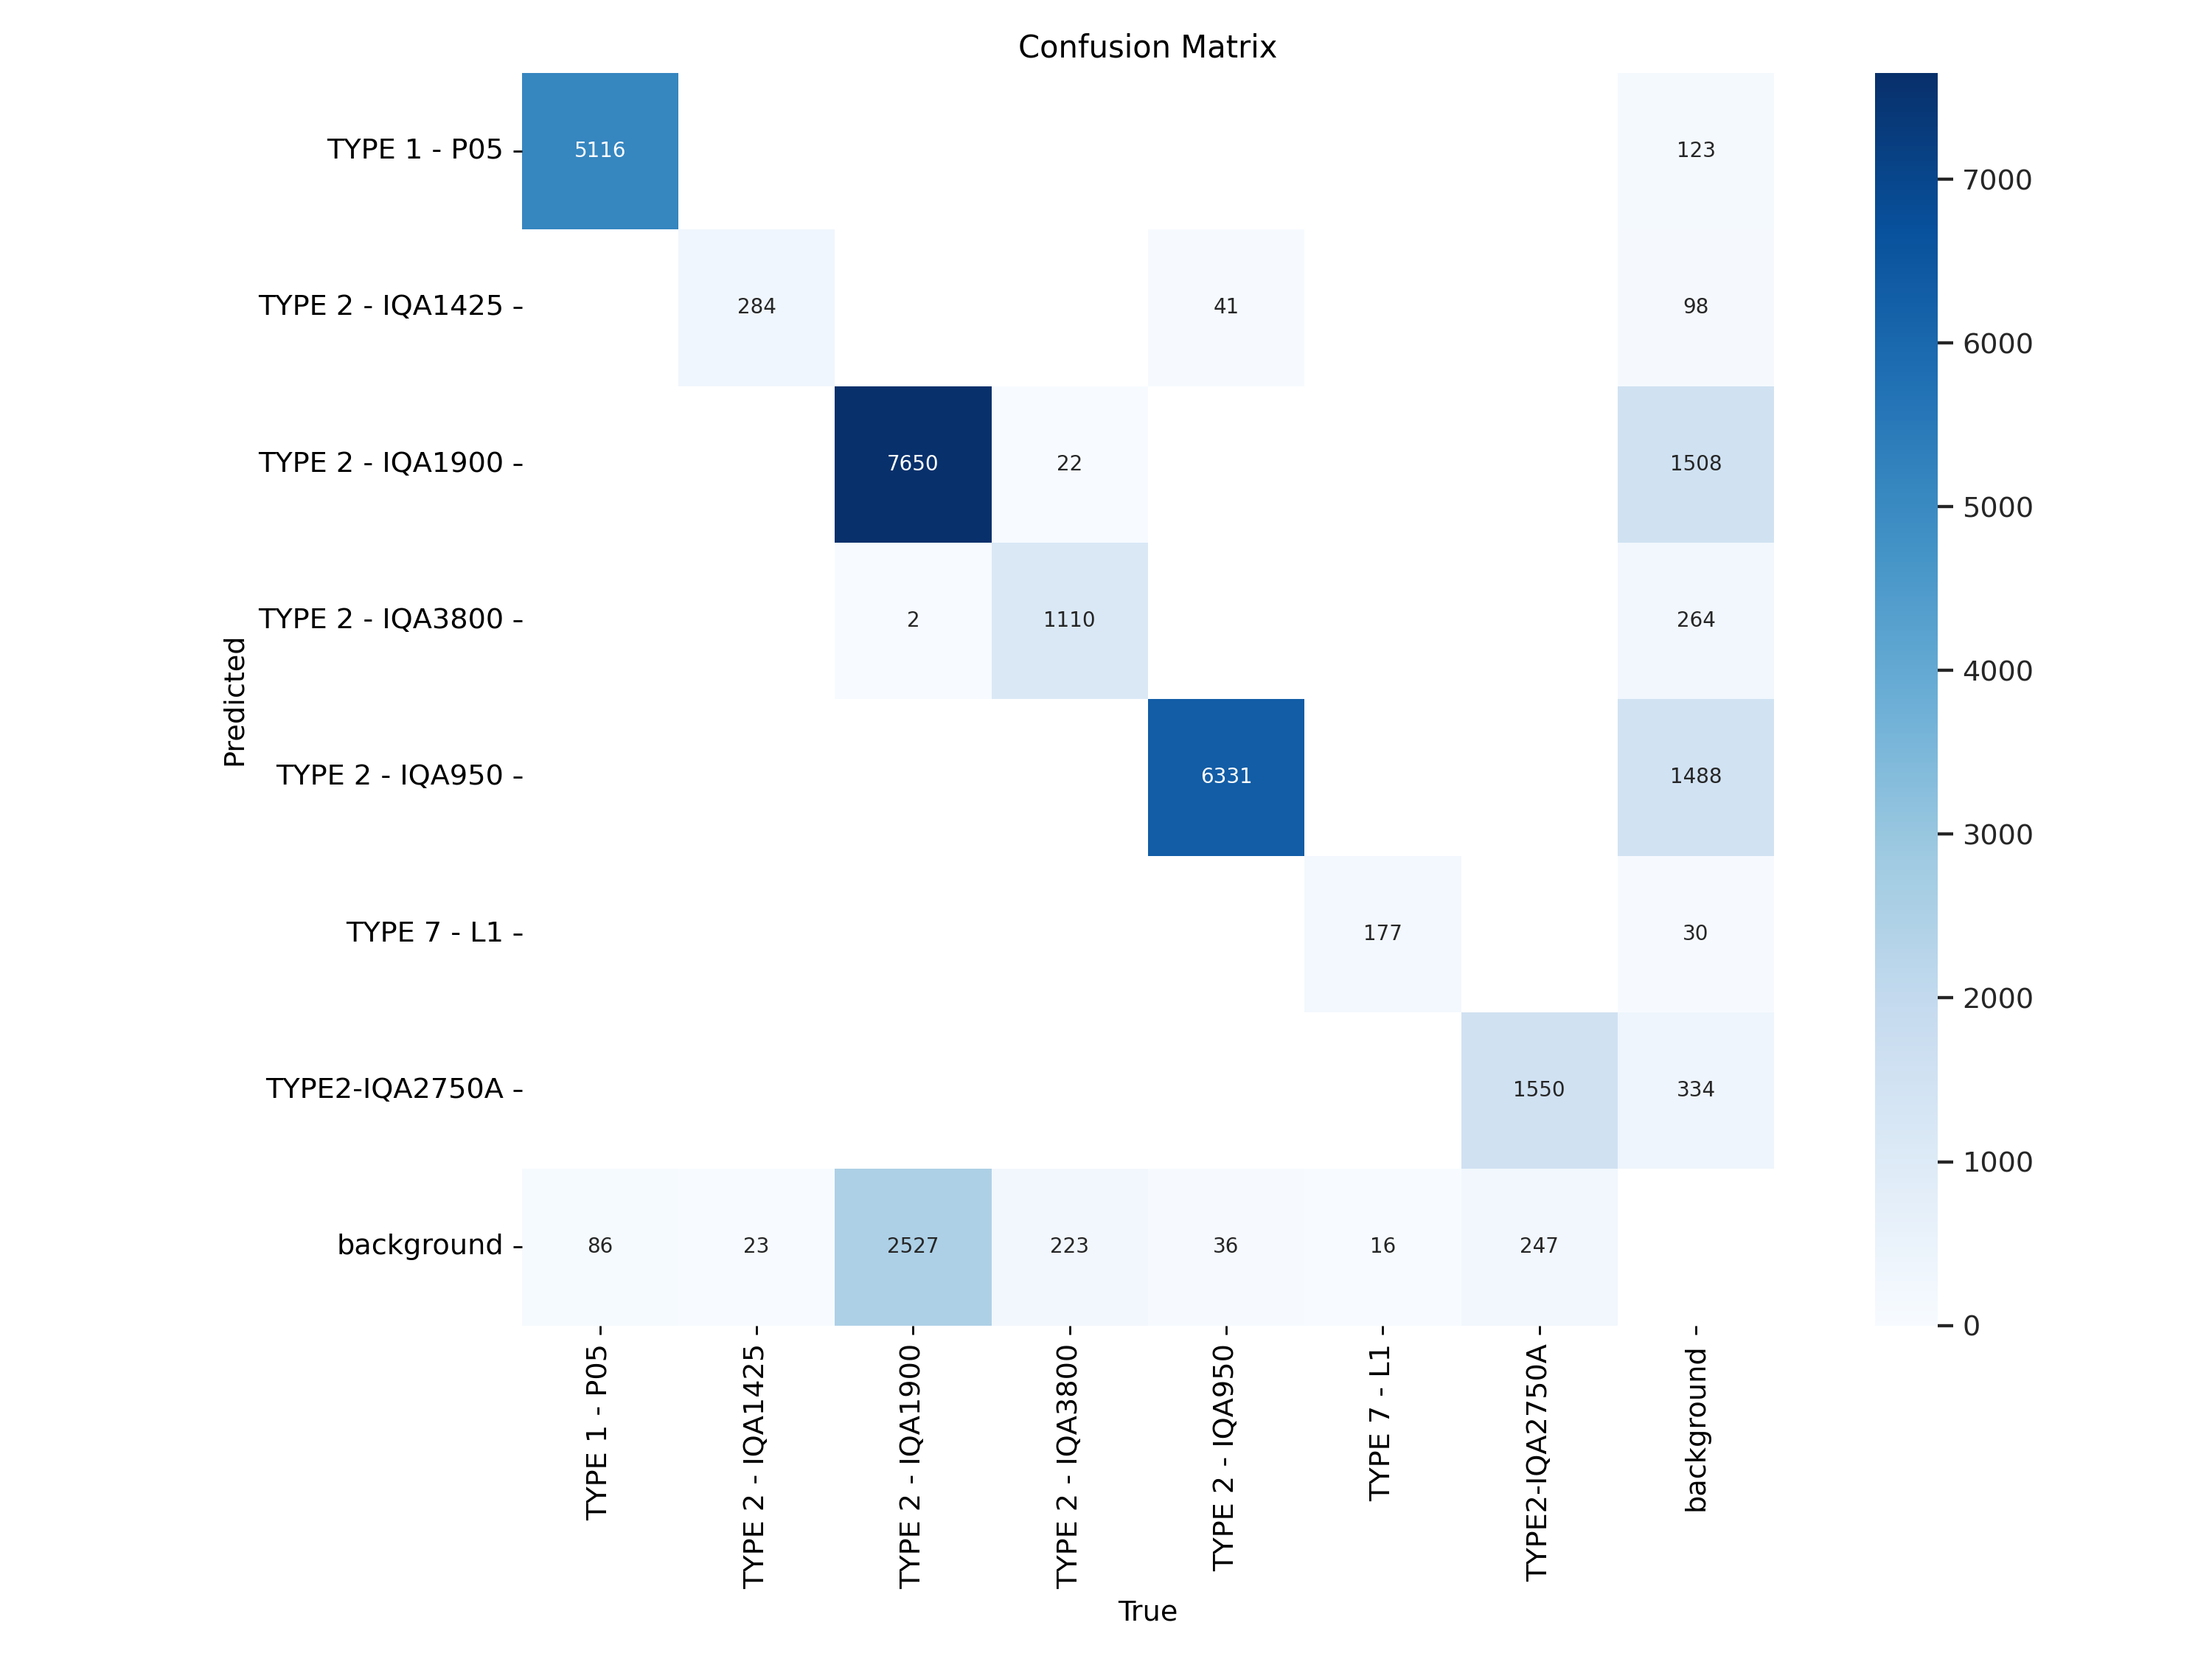 Confusion Matrix
TYPE 1 - P05
5116
123
TYPE 2 - IQA1425
284
41
98
TYPE 2 - IQA1900
7650
22
1508
TYPE 2 - IQA3800
2
1110
264
TYPE 2 - IQA950
6331
1488
TYPE 7 - L1
177
30
TYPE2-IQA2750A
1550
334
background
86
23
2527
223
36
16
247
Predicted
TYPE 1 - P05
TYPE 2 - IQA1425
TYPE 2 - IQA1900
TYPE 2 - IQA3800
TYPE 2 - IQA950
TYPE 7 - L1
TYPE2-IQA2750A
background
True
7000
6000
5000
4000
3000
2000
1000
0